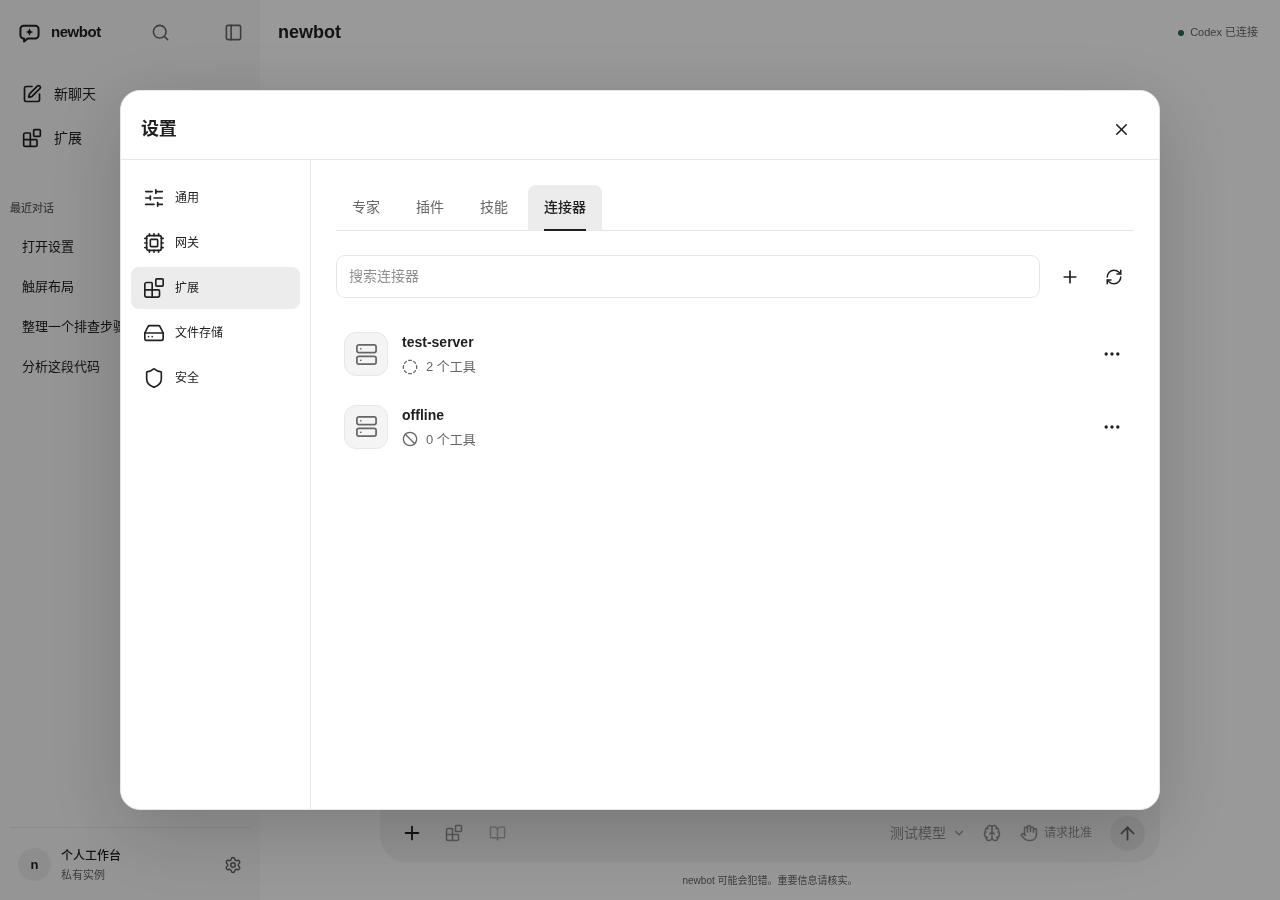 newbot
newbot
Codex 已连接
新聊天
扩展
最近对话
打开设置
触屏布局
整理一个排查步
分析这段代码
设置
通用
网关
扩展
文件存储
安全
专家
插件
技能
连接器
搜索连接器
test-server
2 个工具
offline
0 个工具
测试模型
请求批准
n
个人工作台
私有实例
newbot 可能会犯错。重要信息请核实。